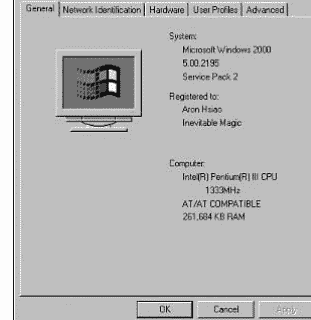 General Network Identification Hardware User Profiles Advanced
System:
Microsoft Windows 2000
5.00.2195
Service Pack 2
Registered to:
Aron Hsiao
Inevitable Magic
Computer:
Intel(R) Pentium(R) III CPU
1333MHz
AT/AT COMPATIBLE
261,684 KB RAM
OK Cancel Apply